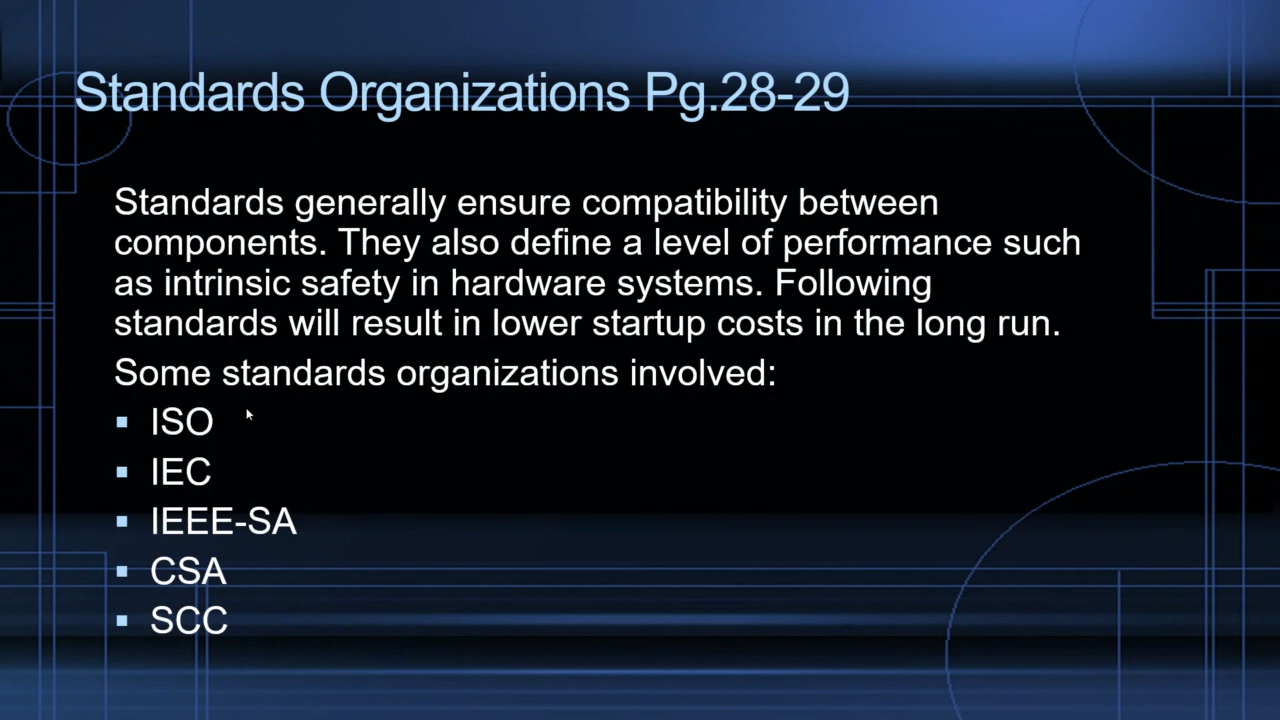 Standards Organizations Pg.28-29
Standards generally ensure compatibility between
components. They also define a level of performance such
as intrinsic safety in hardware systems. Following
standards will result in lower startup costs in the long run.
Some standards organizations involved:
▪ ISO
▪ IEC
▪ IEEE-SA
▪ CSA
▪ SCC